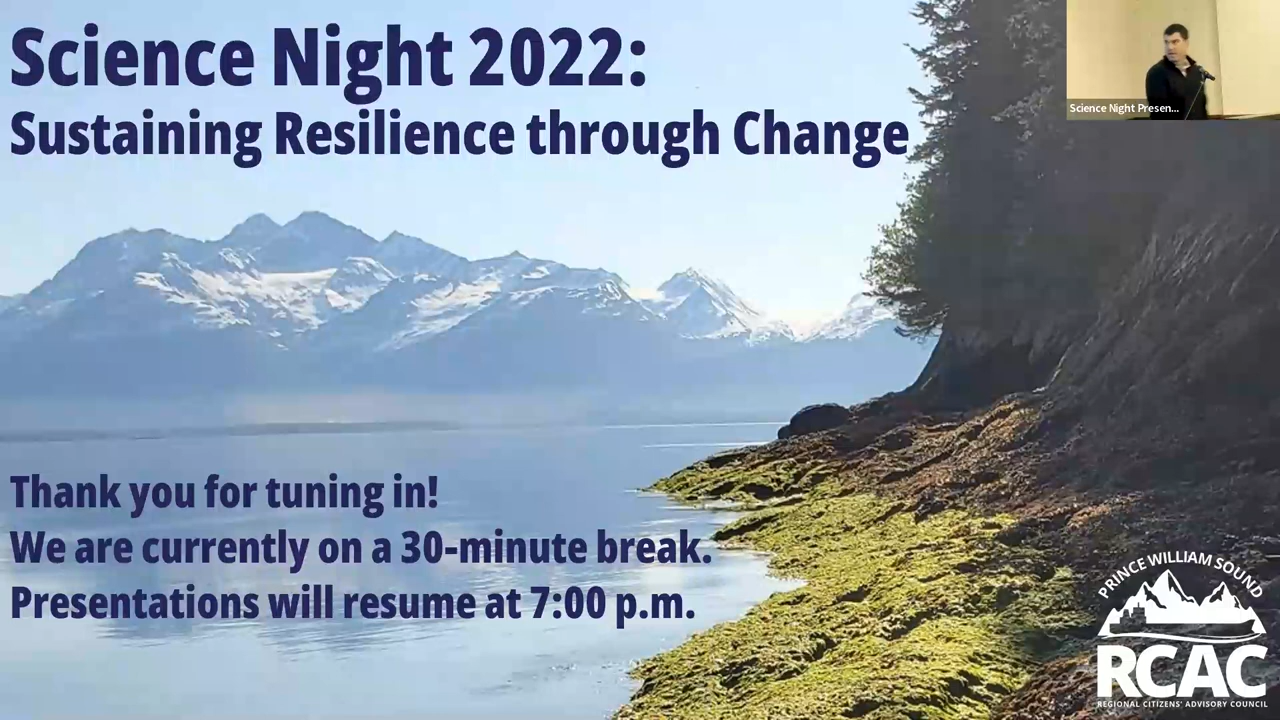 Science Night 2022:
Sustaining Resilience through Change
Science Night Presen...
Thank you for tuning in!
We are currently on a 30-minute break.
Presentations will resume at 7:00 p.m.
PRINCE WILLIAM SOUND
RCAC
REGIONAL CITIZENS' ADVISORY COUNCIL